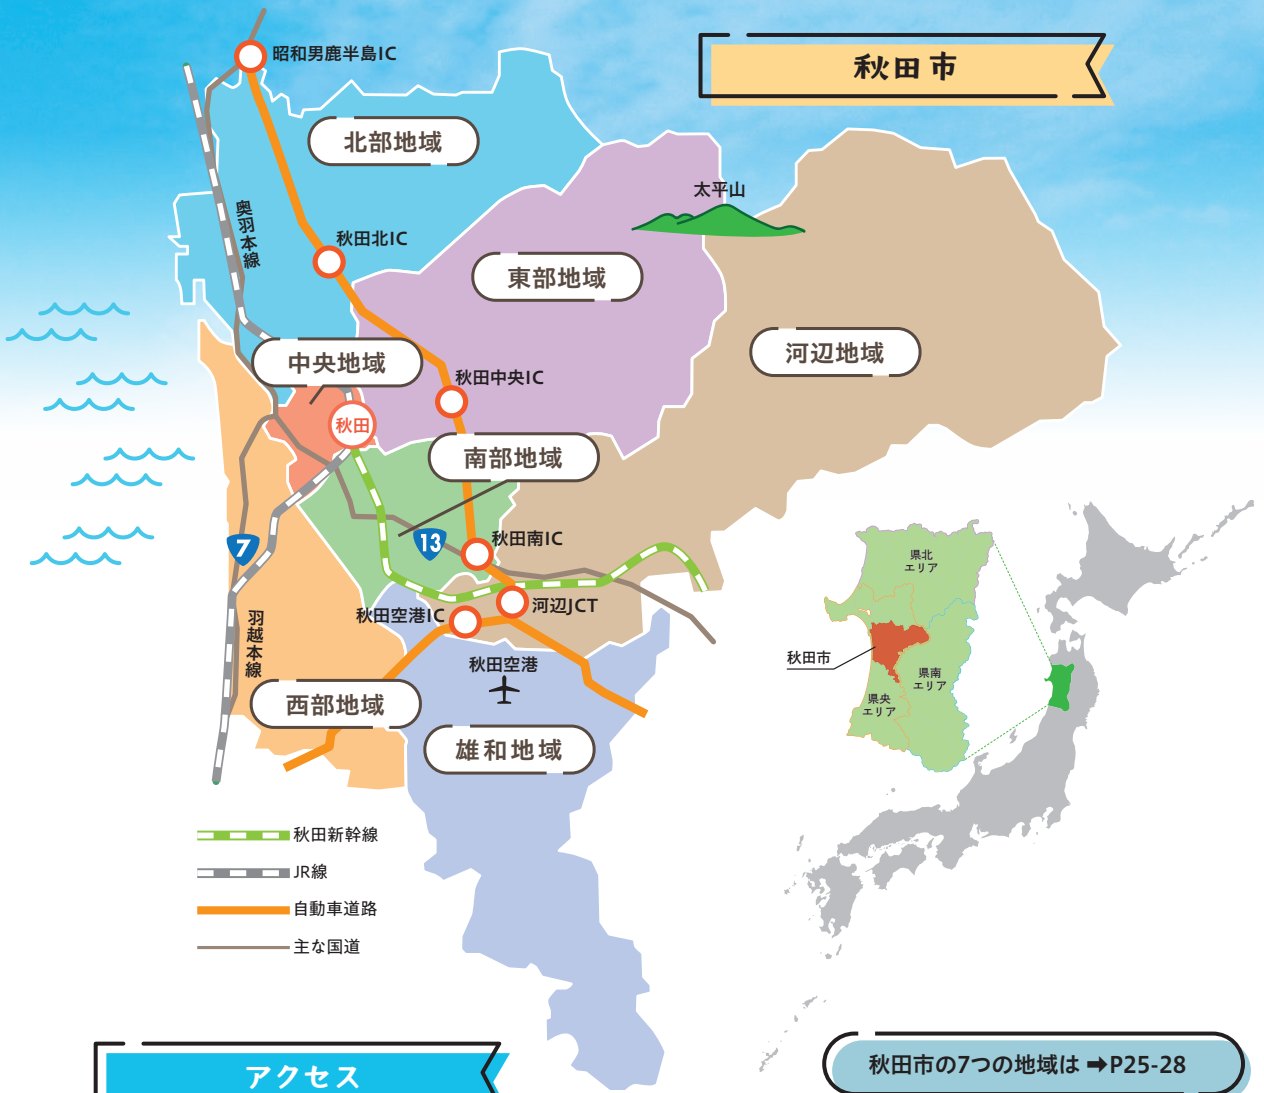 昭和男鹿半島IC
秋田市
北部地域
太平山
奥羽本線
秋田北IC
東部地域
河辺地域
中央地域
秋田中央IC
秋田
南部地域
7
13
秋田南IC
河辺JCT
秋田空港IC
羽越本線
秋田空港
西部地域
雄和地域
県北
エリア
秋田市
県南
エリア
県央
エリア
秋田新幹線
JR線
自動車道路
主な国道
アクセス
秋田市の7つの地域は ➡P25-28